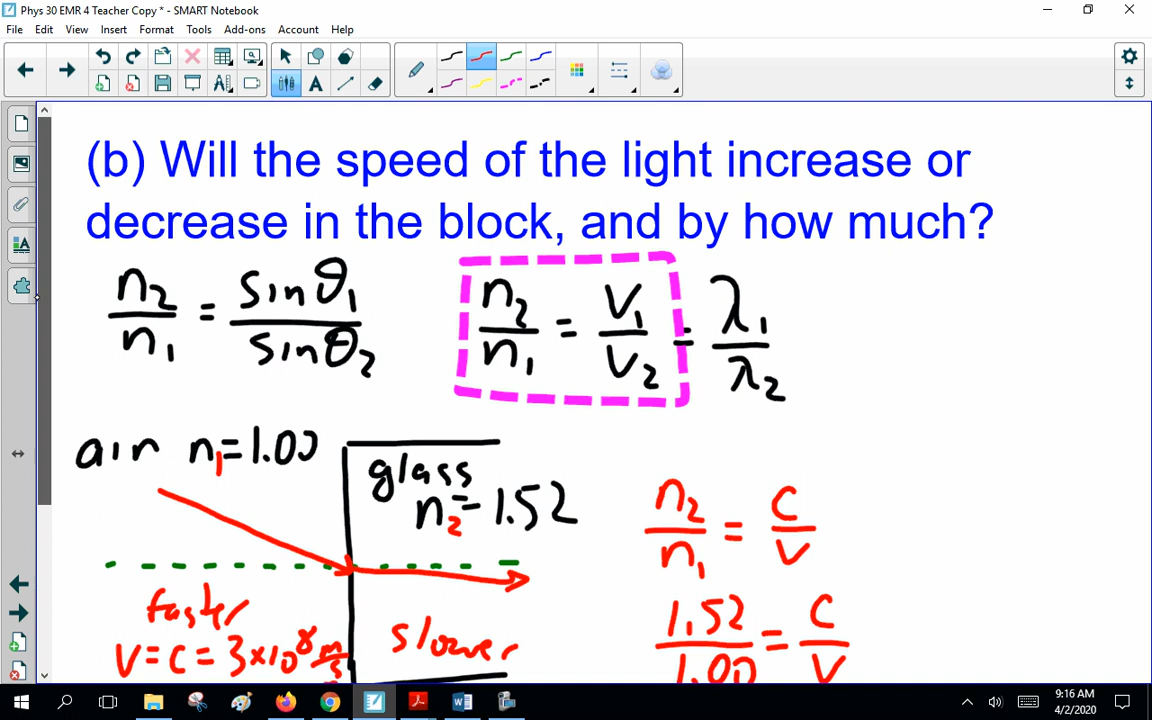 Phys 30 EMR 4 Teacher Copy * - SMART Notebook
File Edit View Insert Format Tools Add-ons Account Help
(b) Will the speed of the light increase or
decrease in the block, and by how much?
n₂/n₁ = sinθ₁/sinθ₂
n₂/n₁ = v₁/v₂ = λ₁/λ₂
air n₁=1.00
glass
n₂=1.52
n₂/n₁ = c/v
faster
v=c=3×10⁸ m/s
slower
1.52/1.00 = c/v
9:16 AM
4/2/2020